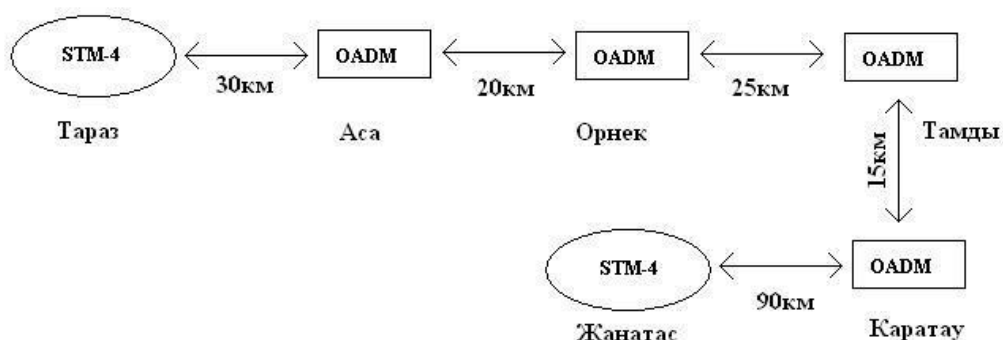 STM-4 OADM OADM OADM
30км 20км 25км
Тараз Аса Орнек Тамды
15км
STM-4 OADM
90км
Жанатас Каратау